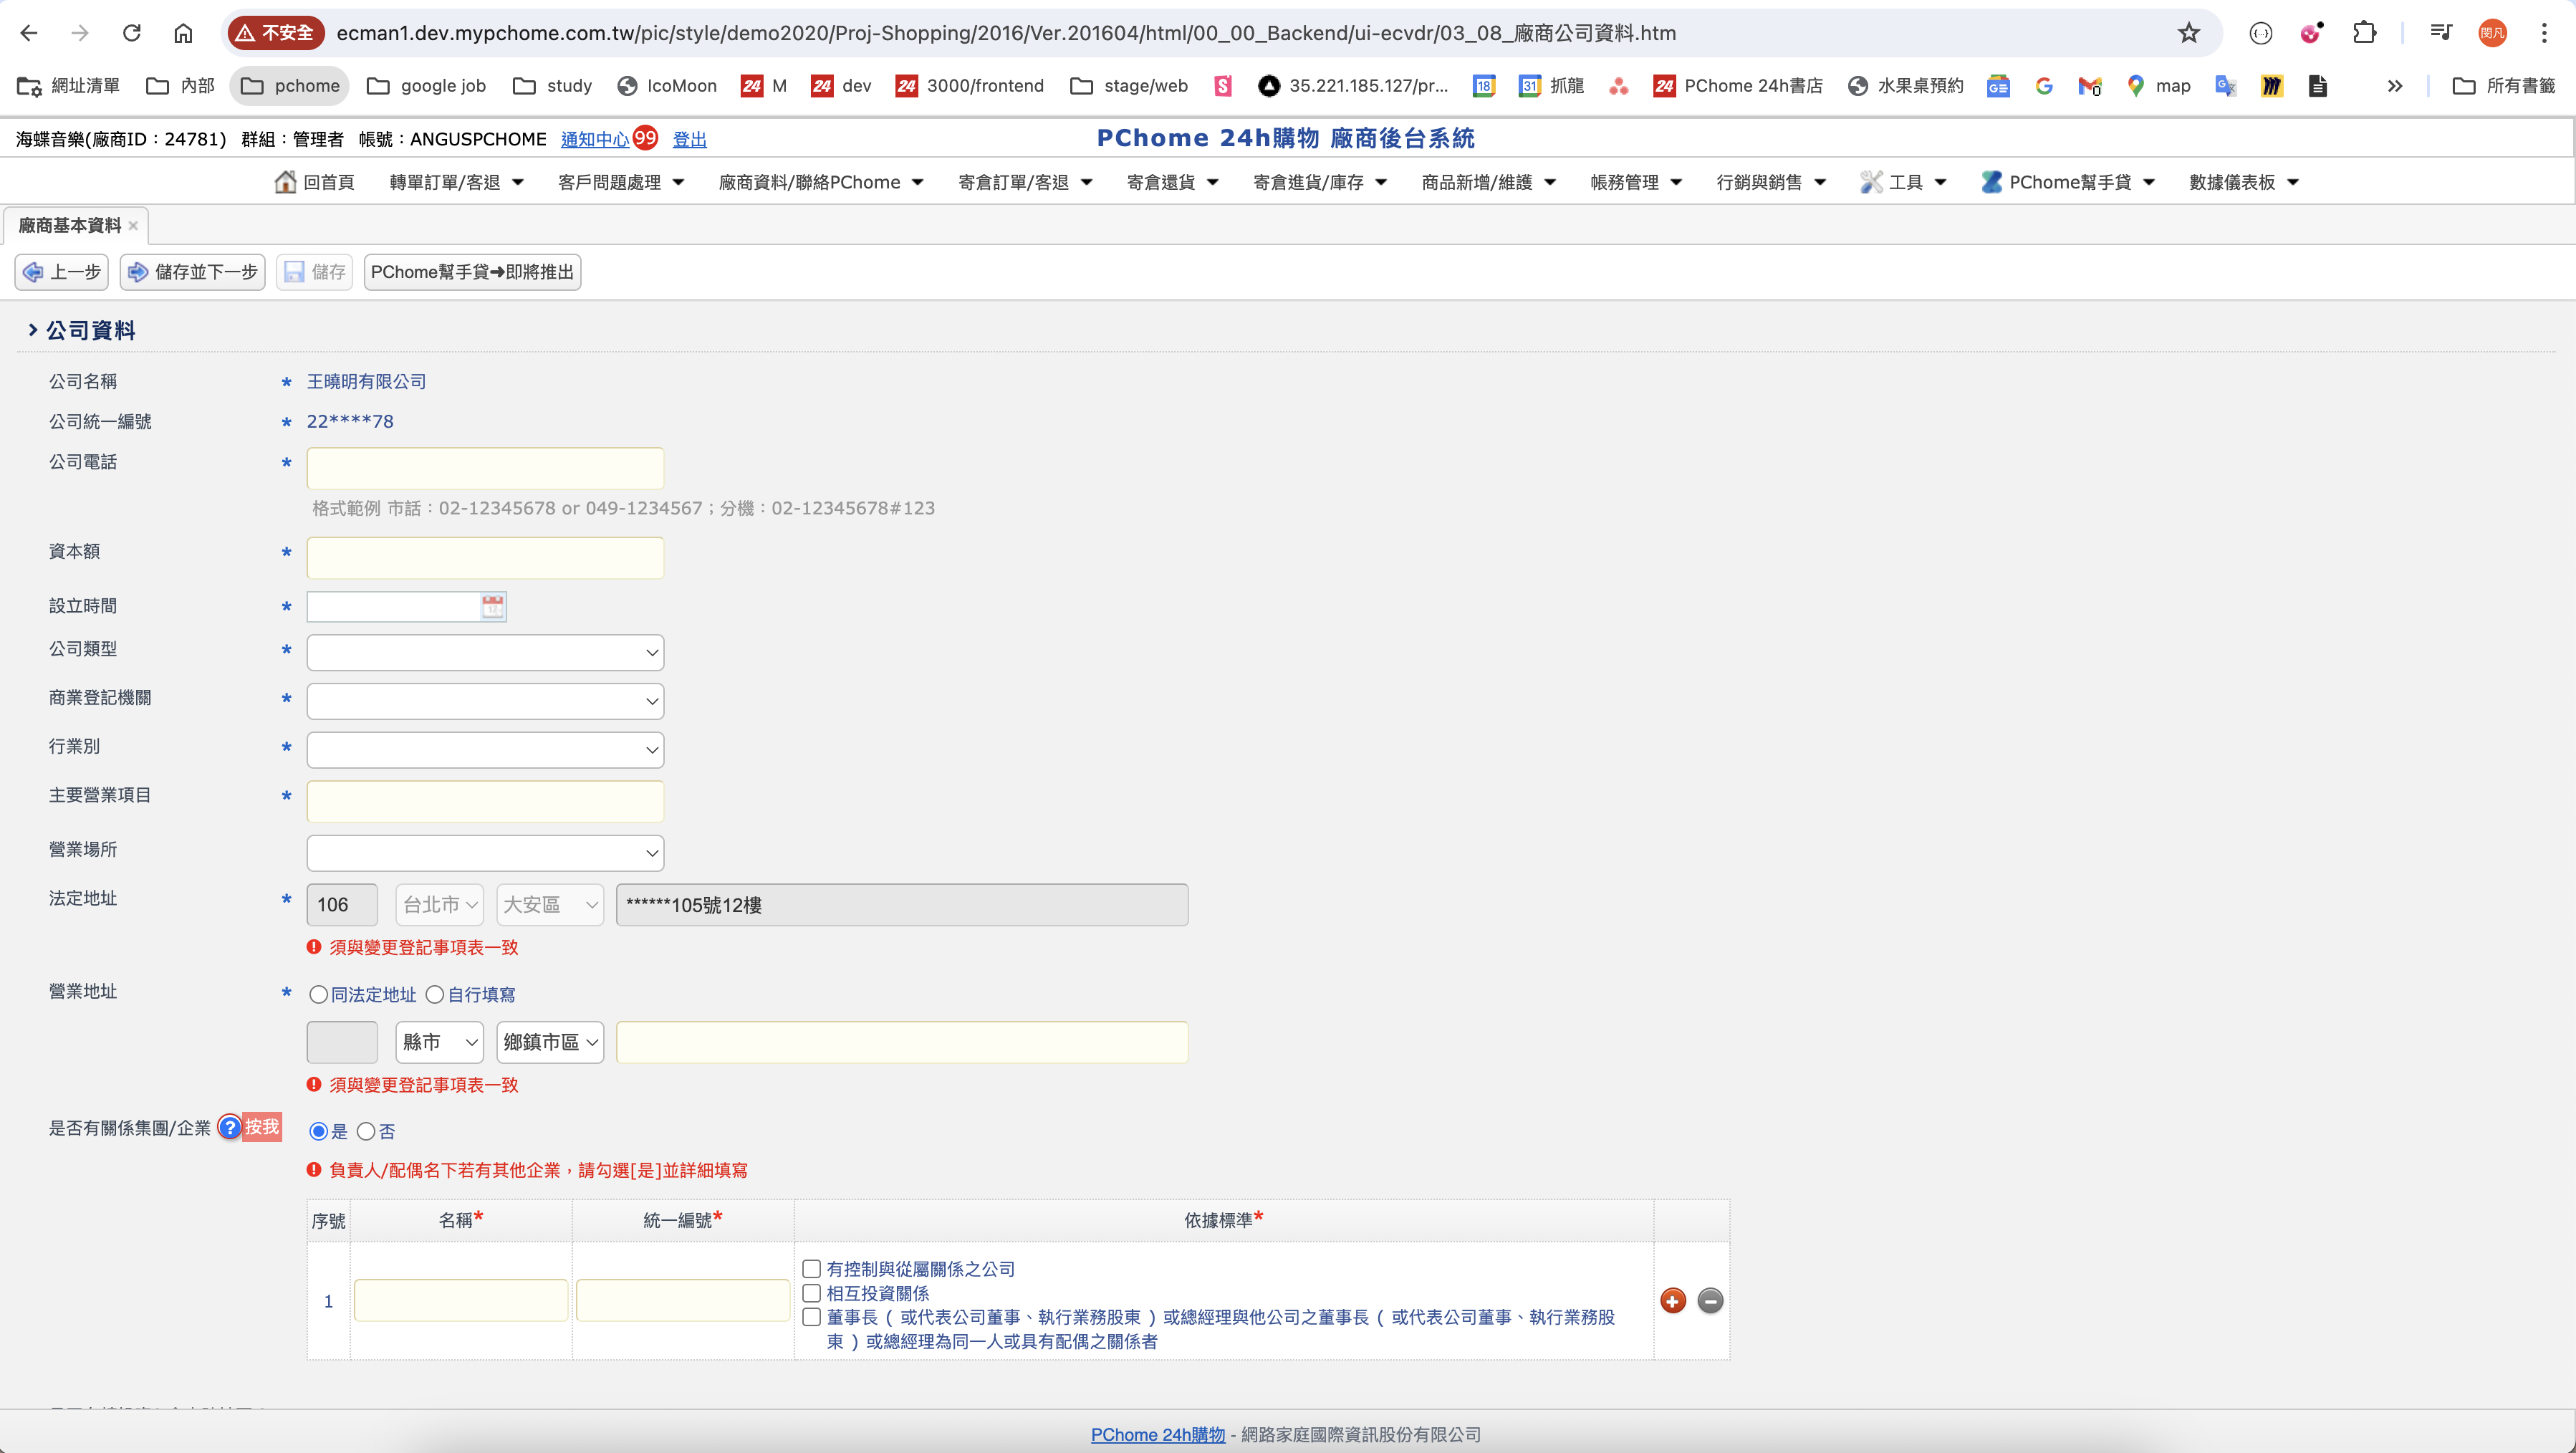 不安全 ecman1.dev.mypchome.com.tw/pic/style/demo2020/Proj-Shopping/2016/Ver.201604/html/00_00_Backend/ui-ecvdr/03_08_廠商公司資料.htm 閔凡
網址清單 內部 pchome google job study IcoMoon 24 M 24 dev 24 3000/frontend stage/web S 35.221.185.127/pr... 18 31 抓龍 24 PChome 24h書店 水果桌預約 map 所有書籤
海蝶音樂(廠商ID：24781) 群組：管理者 帳號：ANGUSPCHOME 通知中心 99 登出 PChome 24h購物 廠商後台系統
回首頁 轉單訂單/客退 客戶問題處理 廠商資料/聯絡PChome 寄倉訂單/客退 寄倉還貨 寄倉進貨/庫存 商品新增/維護 帳務管理 行銷與銷售 工具 PChome幫手貸 數據儀表板
廠商基本資料 ×
上一步 儲存並下一步 儲存 PChome幫手貸➜即將推出
公司資料
公司名稱 * 王曉明有限公司
公司統一編號 * 22****78
公司電話 *
格式範例 市話：02-12345678 or 049-1234567；分機：02-12345678#123
資本額 *
設立時間 *
公司類型 *
商業登記機關 *
行業別 *
主要營業項目 *
營業場所
法定地址 * 106 台北市 大安區 ******105號12樓
須與變更登記事項表一致
營業地址 * 同法定地址 自行填寫
縣市 鄉鎮市區
須與變更登記事項表一致
是否有關係集團/企業 ? 按我 是 否
負責人/配偶名下若有其他企業，請勾選[是]並詳細填寫
序號 名稱* 統一編號* 依據標準*
1
有控制與從屬關係之公司
相互投資關係
董事長（或代表公司董事、執行業務股東）或總經理與他公司之董事長（或代表公司董事、執行業務股
東）或總經理為同一人或具有配偶之關係者
PChome 24h購物 - 網路家庭國際資訊股份有限公司